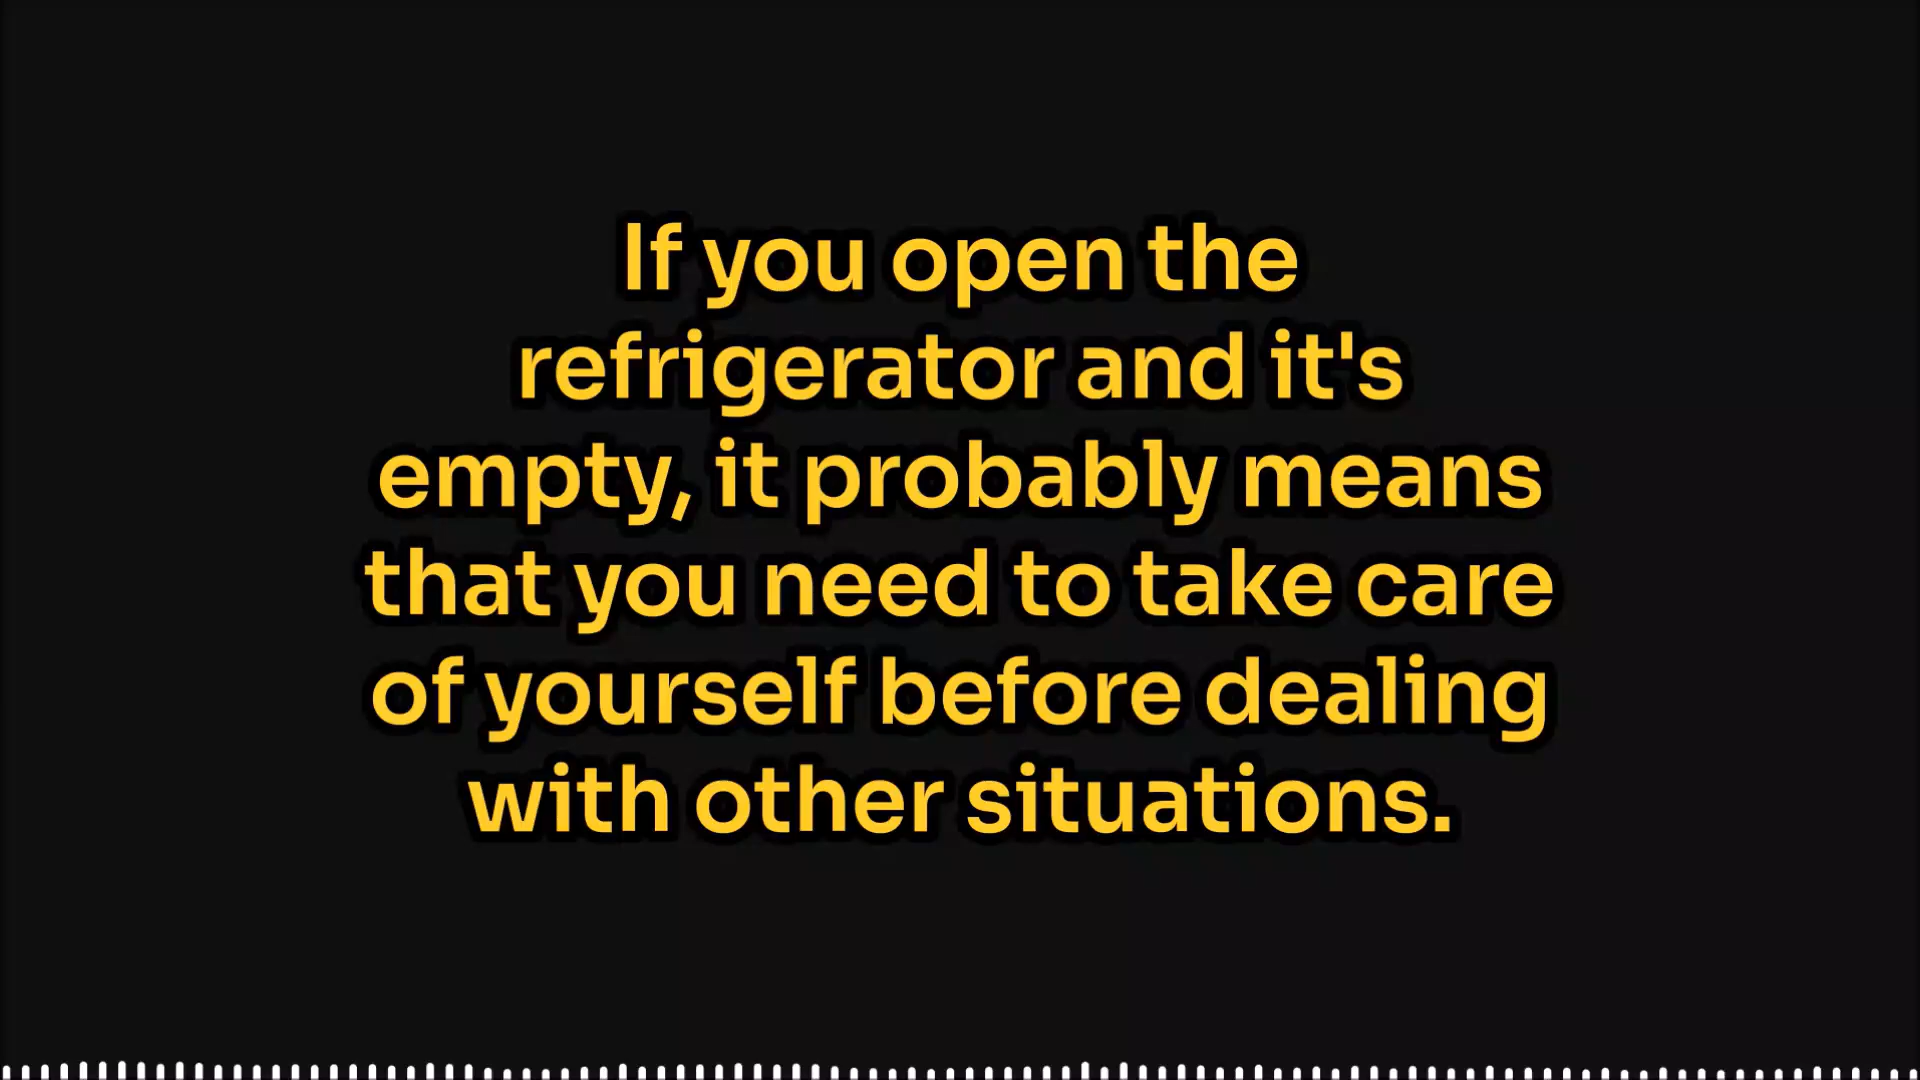 If you open the
refrigerator and it's
empty, it probably means
that you need to take care
of yourself before dealing
with other situations.